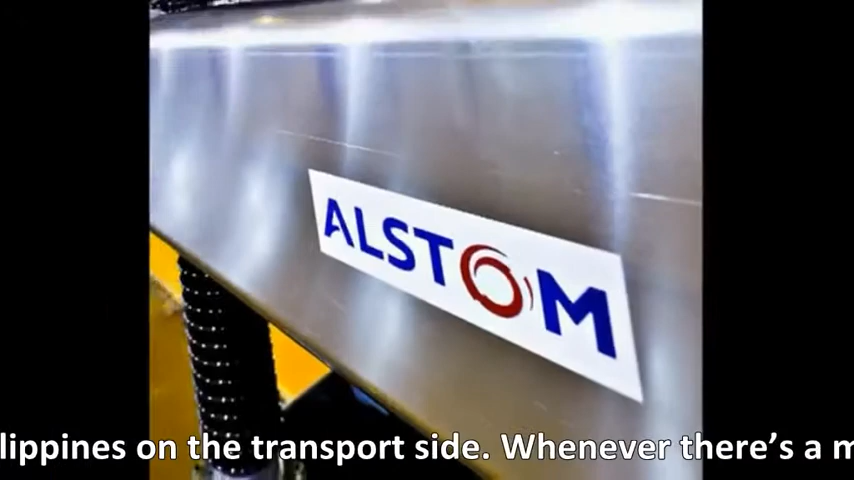 ALSTOM
lippines on the transport side. Whenever there’s a m